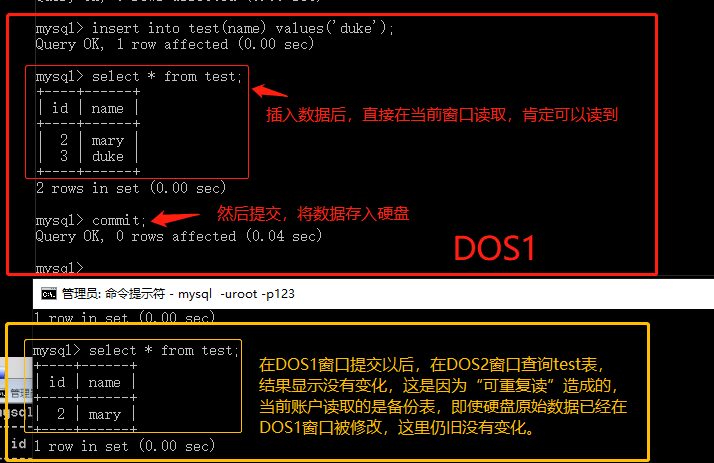 mysql> insert into test(name) values('duke');
Query OK, 1 row affected (0.00 sec)
mysql> select * from test;
+----+------+
| id | name |
+----+------+
| 2 | mary |
| 3 | duke |
+----+------+
2 rows in set (0.00 sec)
插入数据后，直接在当前窗口读取，肯定可以读到
mysql> commit;
Query OK, 0 rows affected (0.04 sec)
然后提交，将数据存入硬盘
DOS1
mysql>
管理员: 命令提示符 - mysql -uroot -p123
1 row in set (0.00 sec)
mysql> select * from test;
+----+------+
| id | name |
+----+------+
| 2 | mary |
+----+------+
1 row in set (0.00 sec)
在DOS1窗口提交以后，在DOS2窗口查询test表，
结果显示没有变化，这是因为“可重复读”造成的，
当前账户读取的是备份表，即使硬盘原始数据已经在
DOS1窗口被修改，这里仍旧没有变化。
id